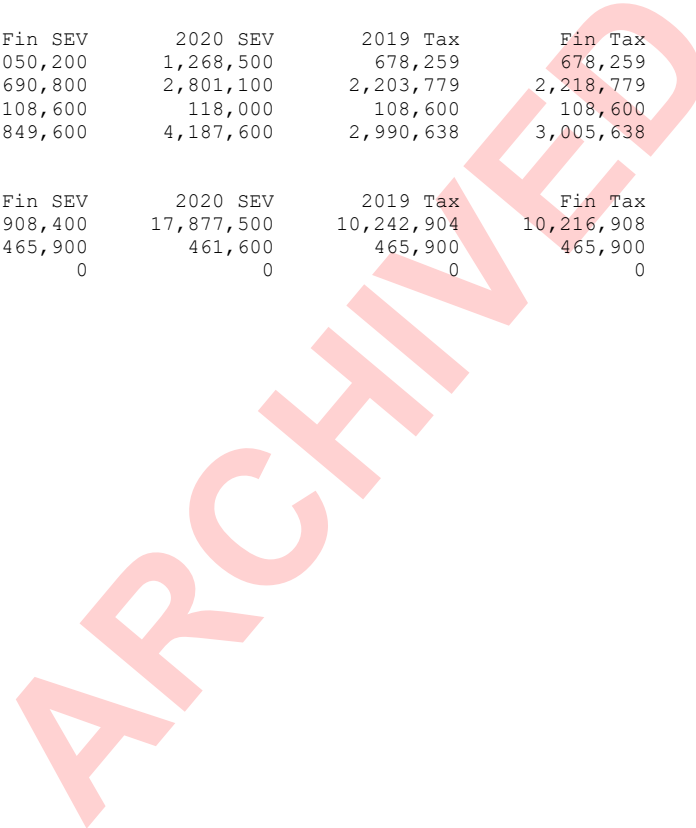 Fin SEV 2020 SEV 2019 Tax Fin Tax
050,200 1,268,500 678,259 678,259
690,800 2,801,100 2,203,779 2,218,779
108,600 118,000 108,600 108,600
849,600 4,187,600 2,990,638 3,005,638
Fin SEV 2020 SEV 2019 Tax Fin Tax
908,400 17,877,500 10,242,904 10,216,908
465,900 461,600 465,900 465,900
0 0 0 0
ARCHIVED